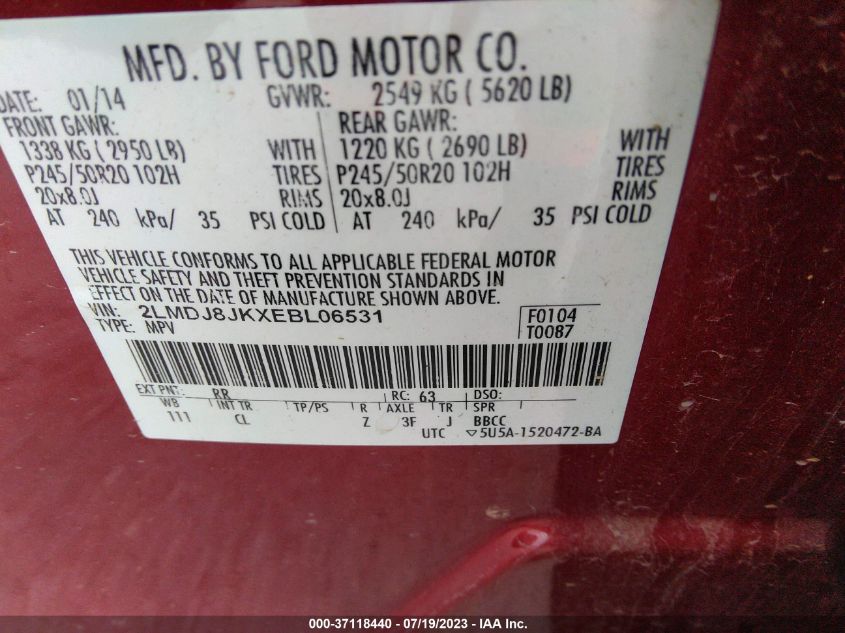 MFD. BY FORD MOTOR CO.
DATE: 01/14 GVWR: 2549 KG ( 5620 LB)
FRONT GAWR: REAR GAWR:
1338 KG ( 2950 LB) WITH 1220 KG ( 2690 LB) WITH
P245/50R20 102H TIRES P245/50R20 102H TIRES
20x8.0J RIMS 20x8.0J RIMS
AT 240 kPa/ 35 PSI COLD AT 240 kPa/ 35 PSI COLD
THIS VEHICLE CONFORMS TO ALL APPLICABLE FEDERAL MOTOR
VEHICLE SAFETY AND THEFT PREVENTION STANDARDS IN
EFFECT ON THE DATE OF MANUFACTURE SHOWN ABOVE.
VIN: 2LMDJ8JKXEBL06531 F0104
TYPE: MPV T0087
EXT PNT: RR RC: 63 DSO:
WB INT TR TP/PS R AXLE TR SPR
111 CL Z 3F J BBCC
UTC ▽5U5A-1520472-BA
000-37118440 - 07/19/2023 - IAA Inc.